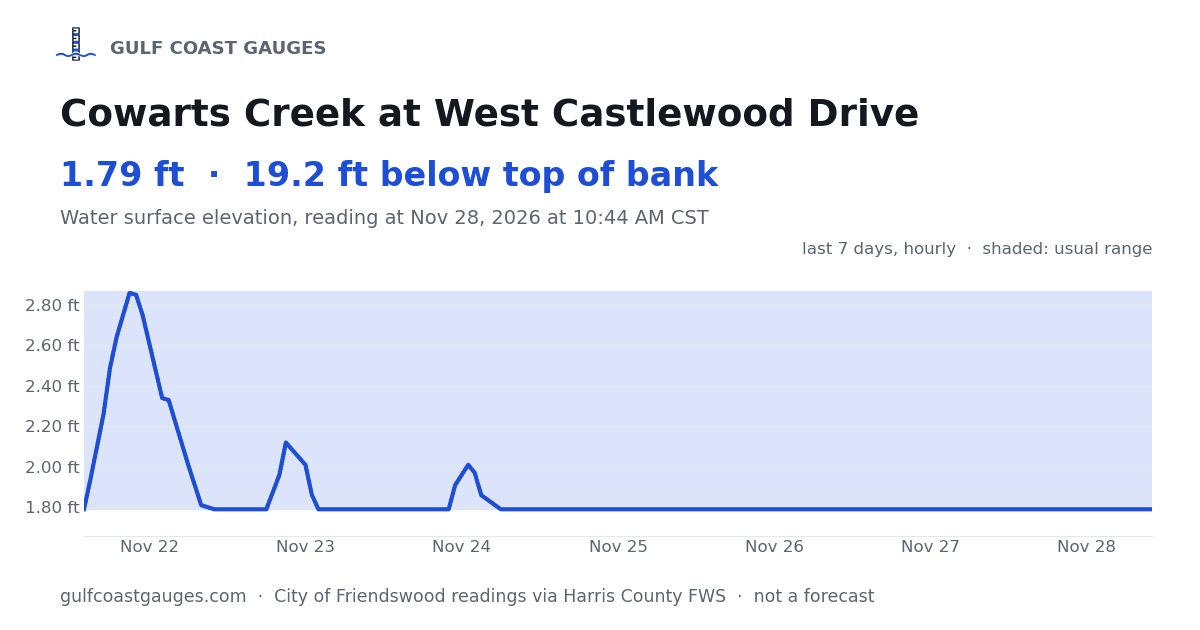 GULF COAST GAUGES
Cowarts Creek at West Castlewood Drive
1.79 ft · 19.2 ft below top of bank
Water surface elevation, reading at Nov 28, 2026 at 10:44 AM CST
last 7 days, hourly · shaded: usual range
2.80 ft
2.60 ft
2.40 ft
2.20 ft
2.00 ft
1.80 ft
Nov 22 Nov 23 Nov 24 Nov 25 Nov 26 Nov 27 Nov 28
gulfcoastgauges.com · City of Friendswood readings via Harris County FWS · not a forecast